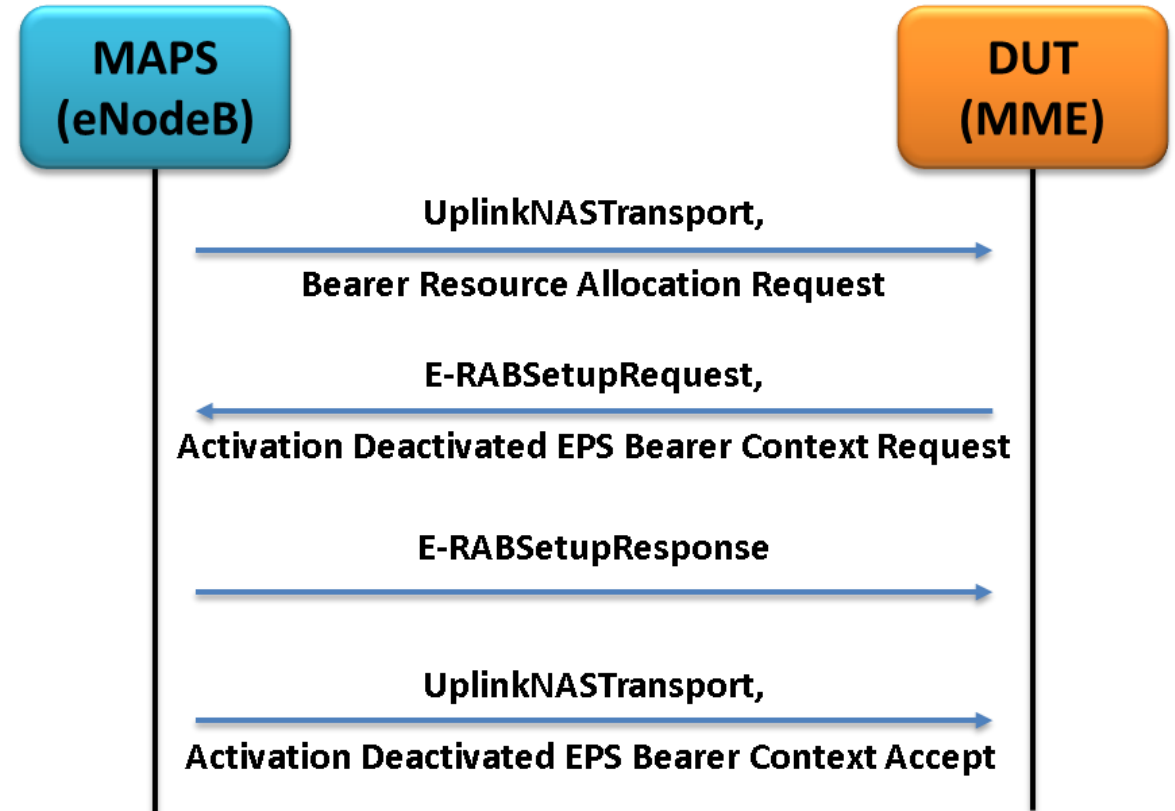 MAPS
(eNodeB)
DUT
(MME)
UplinkNASTransport,
Bearer Resource Allocation Request
E-RABSetupRequest,
Activation Deactivated EPS Bearer Context Request
E-RABSetupResponse
UplinkNASTransport,
Activation Deactivated EPS Bearer Context Accept